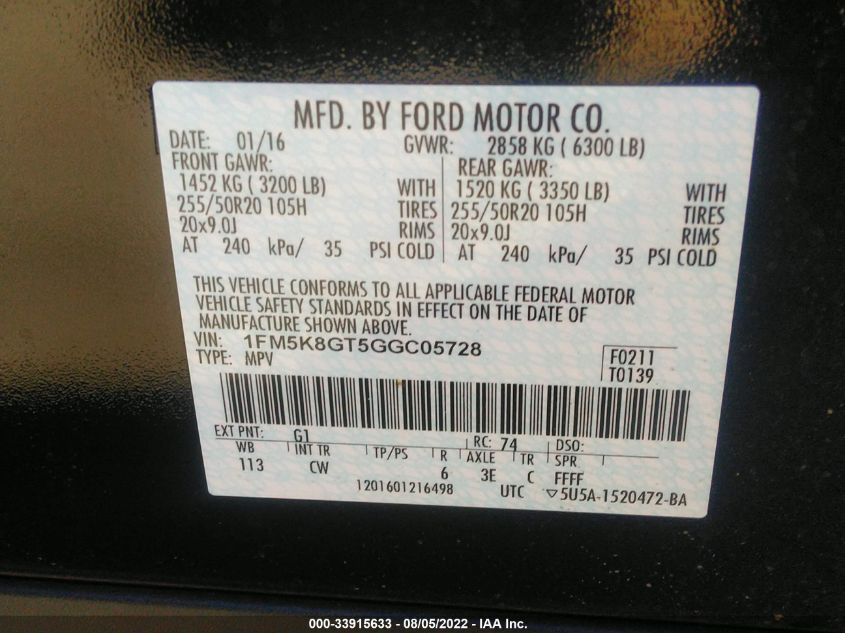 MFD. BY FORD MOTOR CO.
DATE: 01/16 GVWR: 2858 KG ( 6300 LB)
FRONT GAWR: REAR GAWR:
1452 KG ( 3200 LB) WITH 1520 KG ( 3350 LB) WITH
255/50R20 105H TIRES 255/50R20 105H TIRES
20x9.0J RIMS 20x9.0J RIMS
AT 240 kPa/ 35 PSI COLD AT 240 kPa/ 35 PSI COLD
THIS VEHICLE CONFORMS TO ALL APPLICABLE FEDERAL MOTOR
VEHICLE SAFETY STANDARDS IN EFFECT ON THE DATE OF
MANUFACTURE SHOWN ABOVE.
VIN: 1FM5K8GT5GGC05728 F0211
TYPE: MPV T0139
EXT PNT: G1 RC: 74 DSO:
WB INT TR TP/PS R AXLE TR SPR
113 CW 6 3E C FFFF
1201601216498 UTC ▽5U5A-1520472-BA
000-33915633 — 08/05/2022 — IAA Inc.